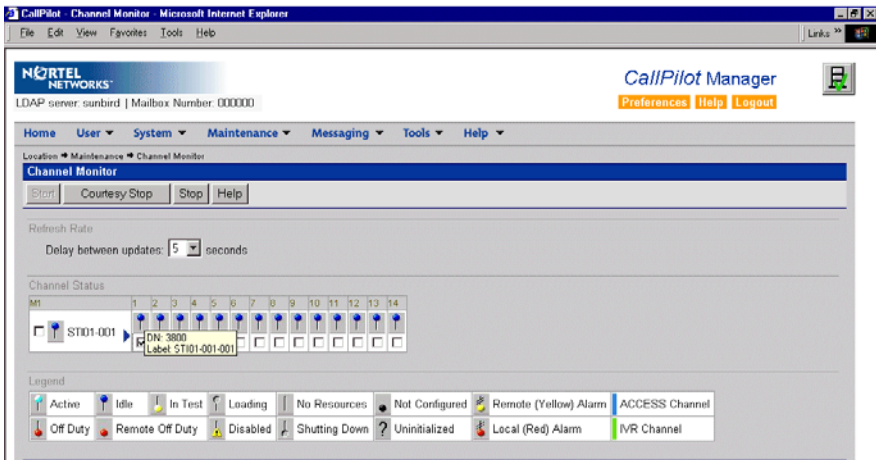 CallPilot - Channel Monitor - Microsoft Internet Explorer
File Edit View Favorites Tools Help
Links »
NORTEL
NETWORKS™
CallPilot Manager
LDAP server: sunbird | Mailbox Number: 000000
Preferences Help Logout
Home User System Maintenance Messaging Tools Help
Location Maintenance Channel Monitor
Channel Monitor
Start Courtesy Stop Stop Help
Refresh Rate
Delay between updates: 5 seconds
Channel Status
M1 1 2 3 4 5 6 7 8 9 10 11 12 13 14
STI01-001
DN: 3800
Label: STI01-001-001
Legend
Active Idle In Test Loading No Resources Not Configured Remote (Yellow) Alarm ACCESS Channel
Off Duty Remote Off Duty Disabled Shutting Down ? Uninitialized Local (Red) Alarm IVR Channel